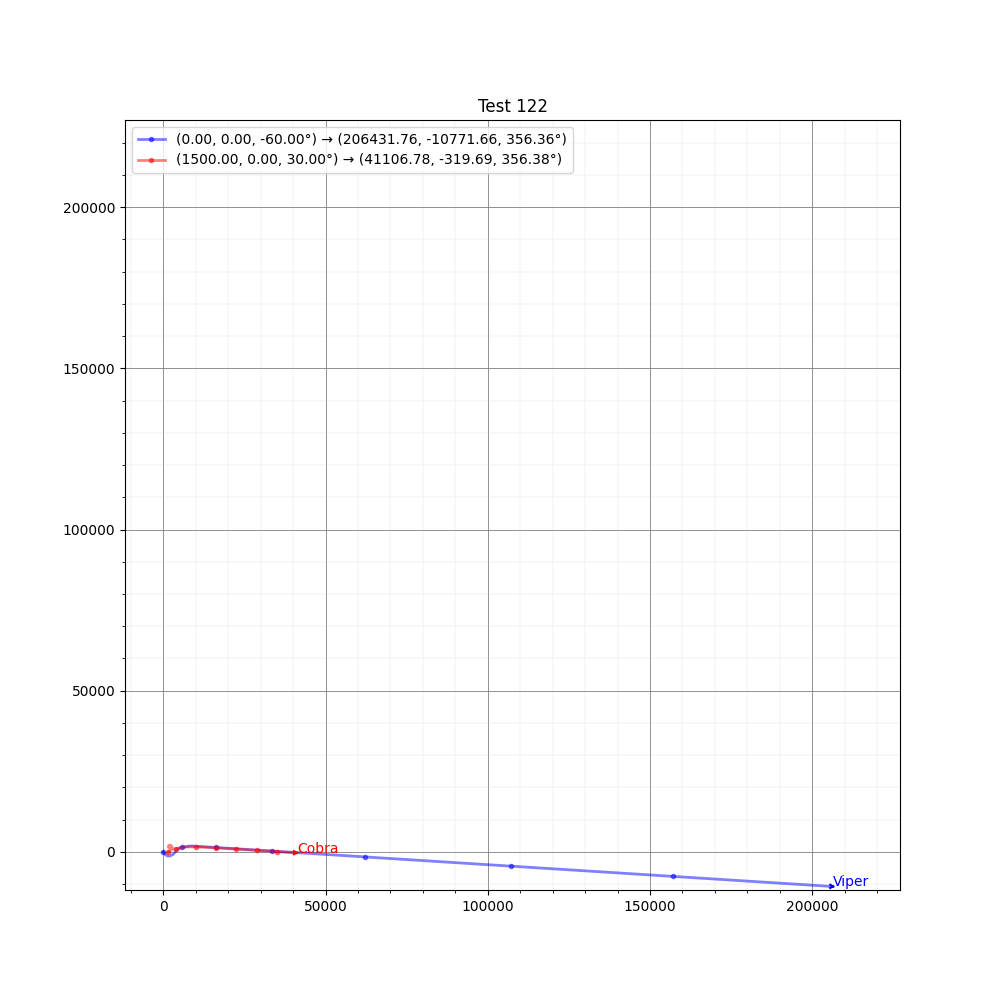 Test 122
(0.00, 0.00, -60.00°) → (206431.76, -10771.66, 356.36°)
(1500.00, 0.00, 30.00°) → (41106.78, -319.69, 356.38°)
200000
150000
100000
50000
0
Cobra
Viper
0 50000 100000 150000 200000